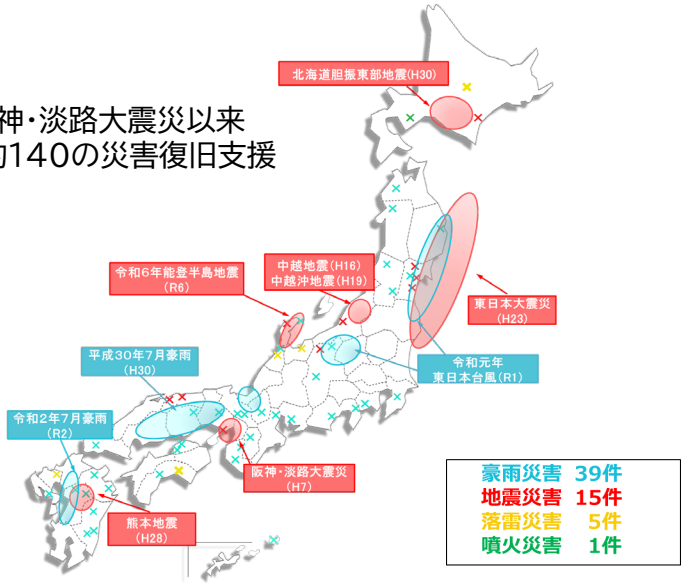 北海道胆振東部地震(H30)
神・淡路大震災以来
140の災害復旧支援
中越地震(H16)
中越沖地震(H19)
令和6年能登半島地震
(R6)
東日本大震災
(H23)
平成30年7月豪雨
(H30)
令和元年
東日本台風(R1)
令和2年7月豪雨
(R2)
阪神・淡路大震災
(H7)
熊本地震
(H28)
豪雨災害 39件
地震災害 15件
落雷災害 5件
噴火災害 1件